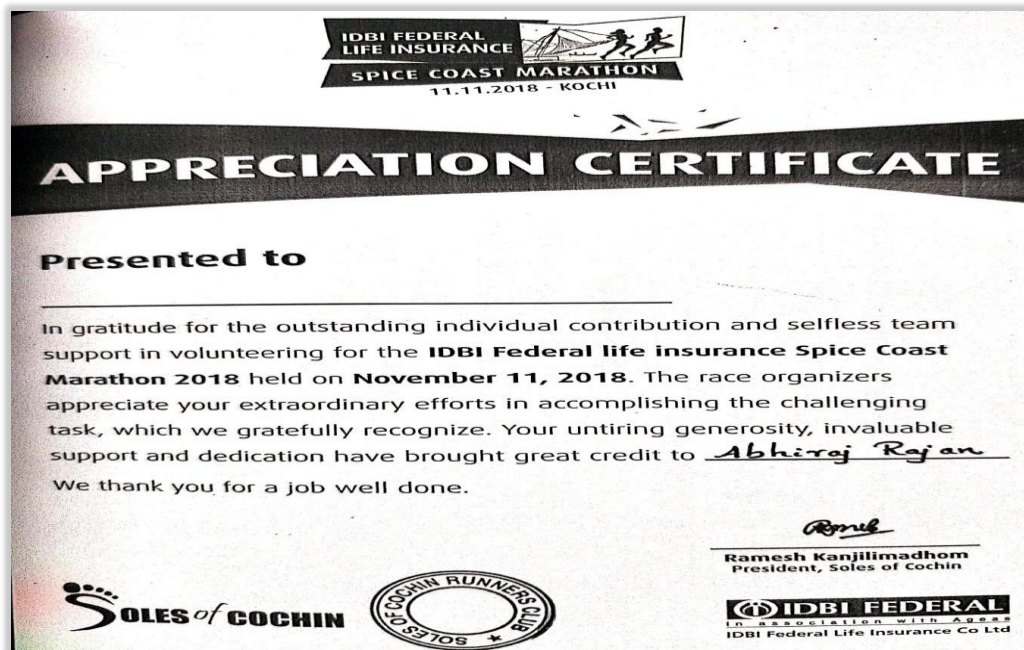 IDBI FEDERAL
LIFE INSURANCE
SPICE COAST MARATHON
11.11.2018 - KOCHI
APPRECIATION CERTIFICATE
Presented to
In gratitude for the outstanding individual contribution and selfless team
support in volunteering for the IDBI Federal life insurance Spice Coast
Marathon 2018 held on November 11, 2018. The race organizers
appreciate your extraordinary efforts in accomplishing the challenging
task, which we gratefully recognize. Your untiring generosity, invaluable
support and dedication have brought great credit to Abhiraj Rajan
We thank you for a job well done.
Ramesh Kanjilimadhom
President, Soles of Cochin
SOLES of COCHIN
SOLES OF COCHIN RUNNERS CLUB
IDBI FEDERAL
In association with Ageas
IDBI Federal Life Insurance Co Ltd